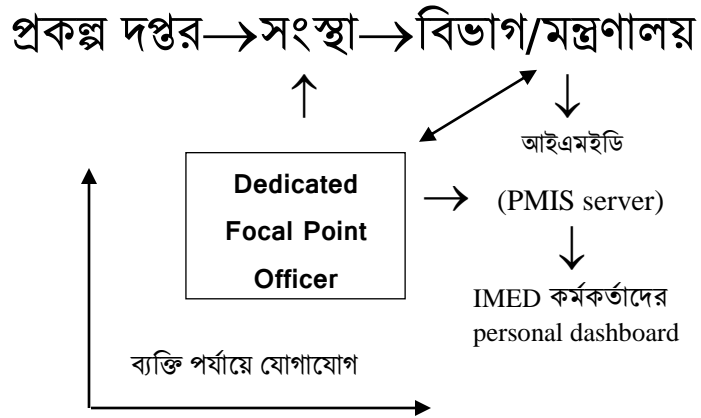 প্রকল্প দপ্তর→সংস্থা→বিভাগ/মন্ত্রণালয়
আইএমইডি
Dedicated
Focal Point
Officer
(PMIS server)
IMED কর্মকর্তাদের
personal dashboard
ব্যক্তি পর্যায়ে যোগাযোগ